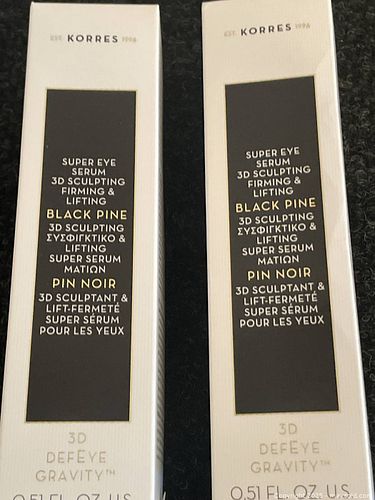 EST. KORRES 1996
SUPER EYE
SERUM
3D SCULPTING
FIRMING &
LIFTING
BLACK PINE
3D SCULPTING
ΣΥΣΦΙΓΚΤΙΚΟ &
LIFTING
SUPER SERUM
ΜΑΤΙΩΝ
PIN NOIR
3D SCULPTANT &
LIFT-FERMETÉ
SUPER SÉRUM
POUR LES YEUX
3D
DEFEYE
GRAVITY™
0.51 FL. OZ. US
EST. KORRES 1996
SUPER EYE
SERUM
3D SCULPTING
FIRMING &
LIFTING
BLACK PINE
3D SCULPTING
ΣΥΣΦΙΓΚΤΙΚΟ &
LIFTING
SUPER SERUM
ΜΑΤΙΩΝ
PIN NOIR
3D SCULPTANT &
LIFT-FERMETÉ
SUPER SÉRUM
POUR LES YEUX
3D
DEFEYE
GRAVITY™
0.51 FL. OZ. US